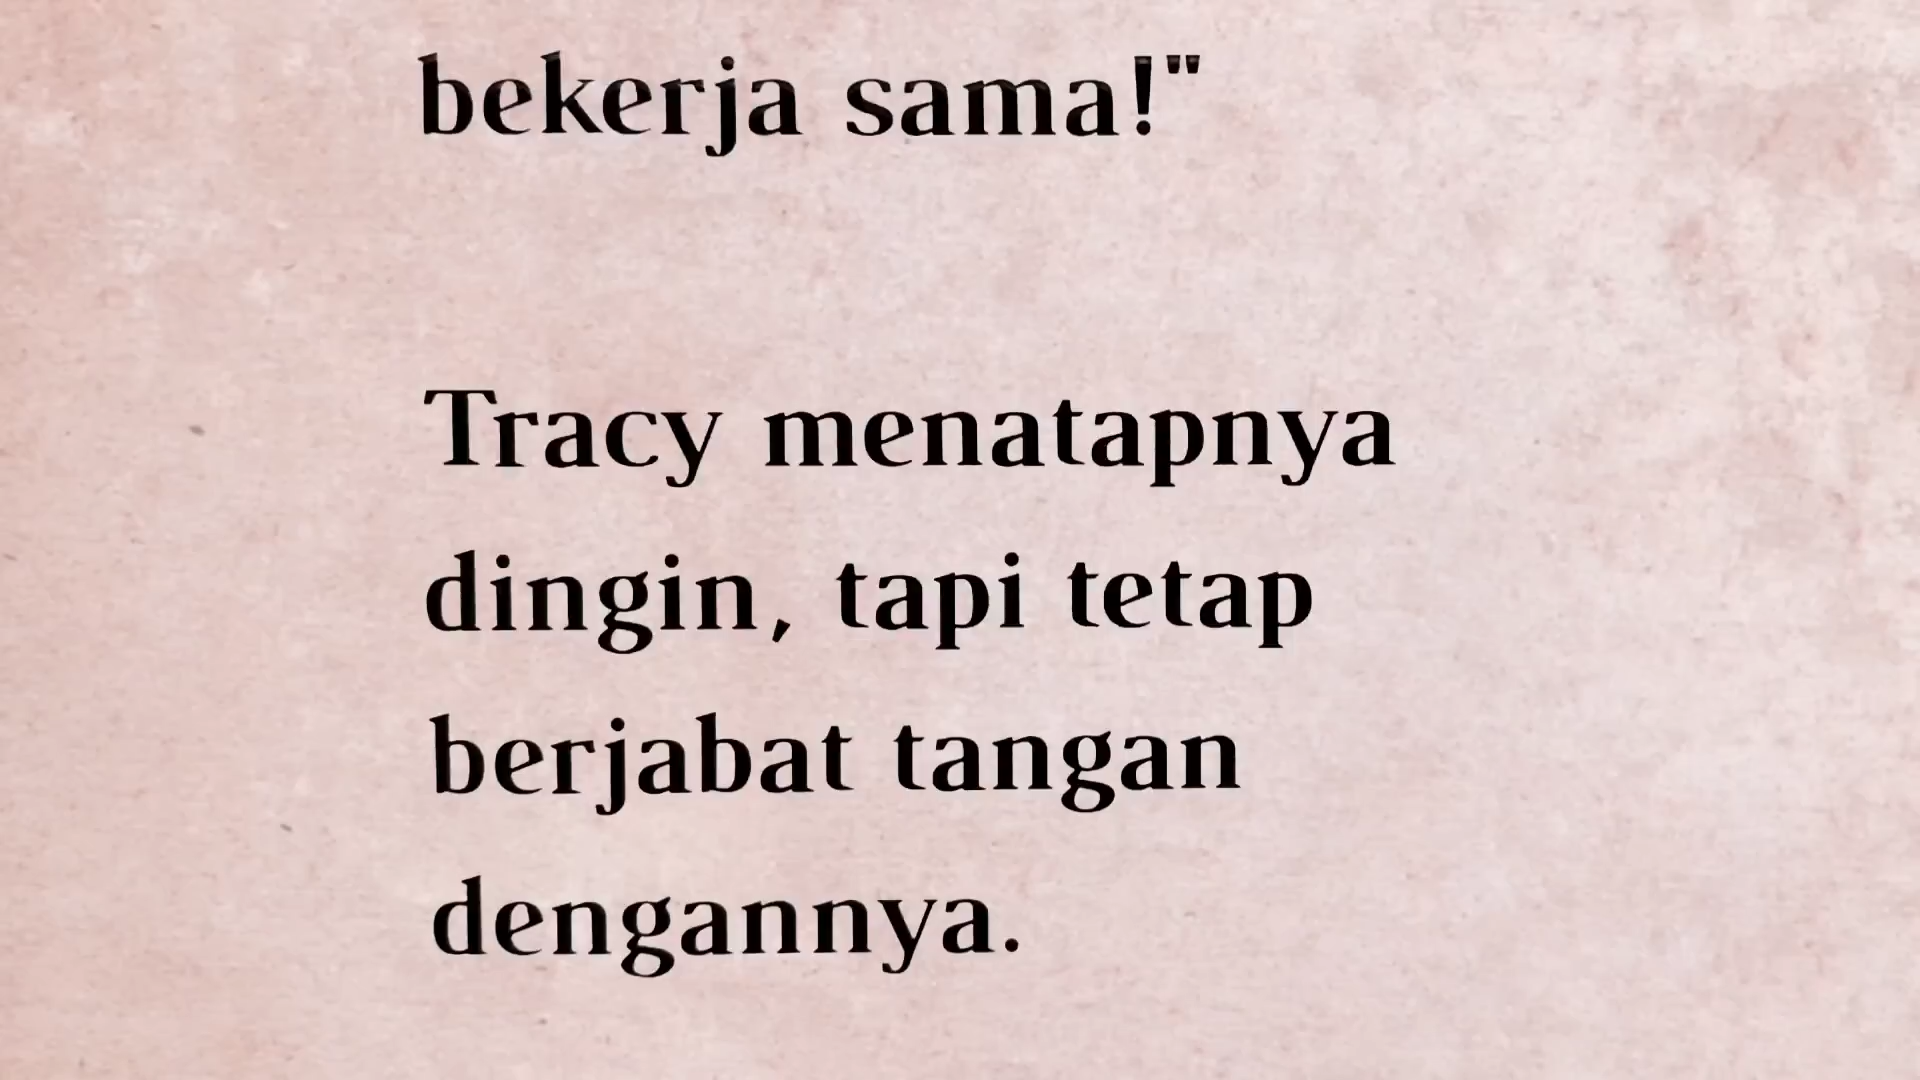 bekerja sama!"
Tracy menatapnya
dingin, tapi tetap
berjabat tangan
dengannya.